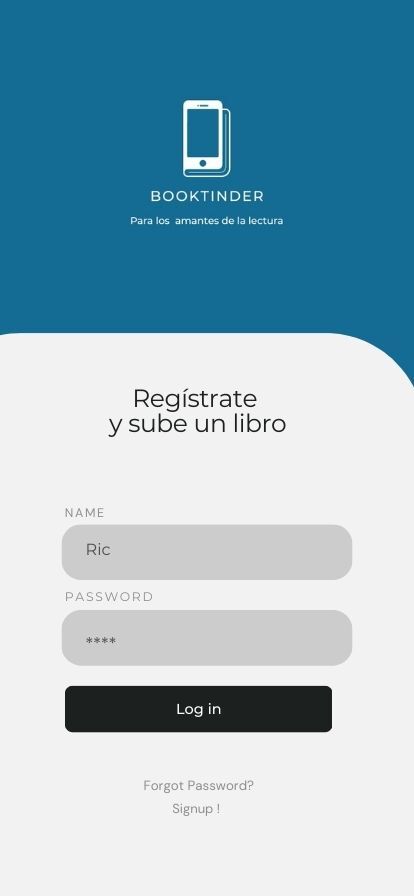 BOOKTINDER
Para los amantes de la lectura
Regístrate
y sube un libro
NAME
Ric
PASSWORD
****
Log in
Forgot Password?
Signup !